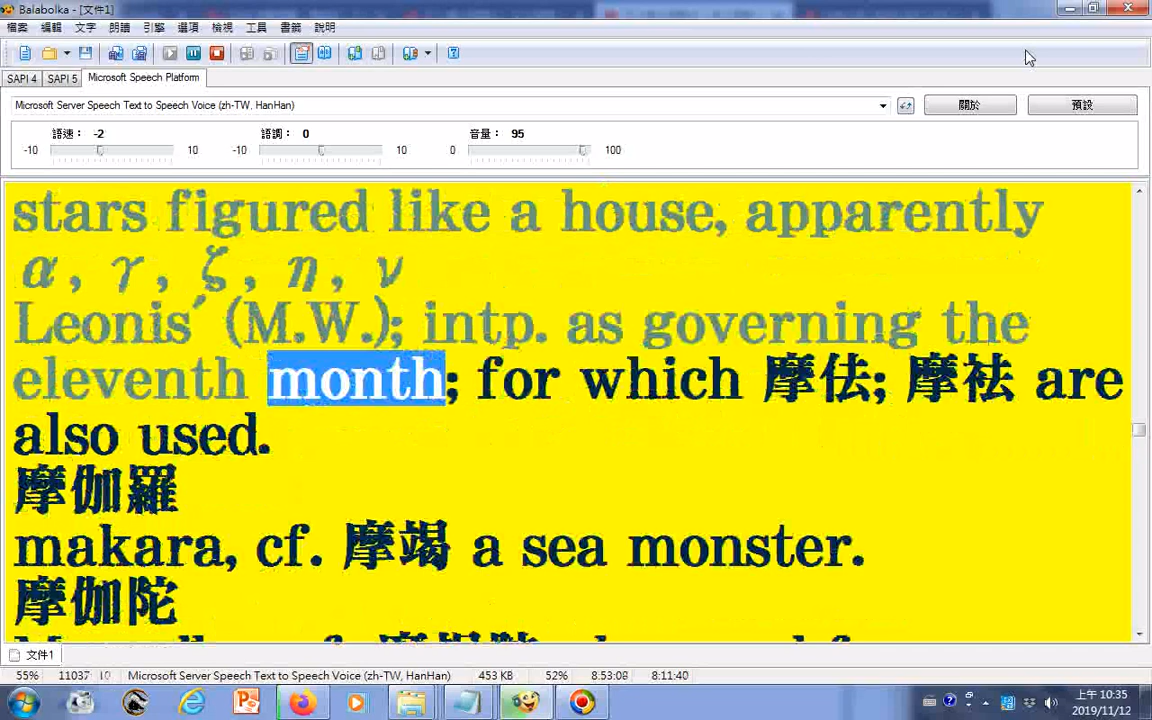 Balabolka - [文件1]
檔案 編輯 文字 朗讀 引擎 選項 檢視 工具 書籤 說明
SAPI 4 SAPI 5 Microsoft Speech Platform
Microsoft Server Speech Text to Speech Voice (zh-TW, HanHan) 關於 預設
語速： -2 語調： 0 音量： 95
-10 10 -10 10 0 100
stars figured like a house, apparently
α, γ, ζ, η, ν
Leonis′ (M.W.); intp. as governing the
eleventh month; for which 摩佉; 摩袪 are
also used.
摩伽羅
makara, cf. 摩竭 a sea monster.
摩伽陀
文件1
55% 11037 Microsoft Server Speech Text to Speech Voice (zh-TW, HanHan) 453 KB 52% 8:53:08 8:11:40
上午 10:35
2019/11/12